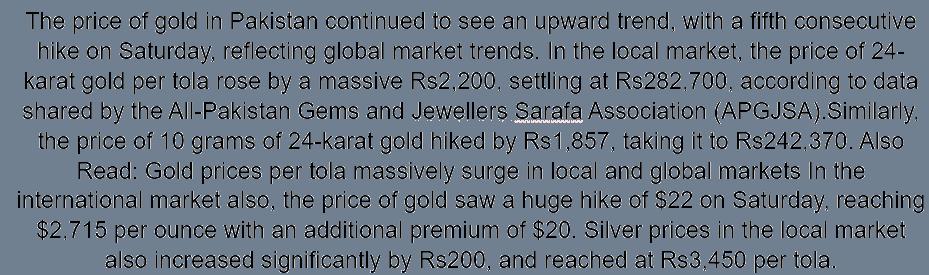 The price of gold in Pakistan continued to see an upward trend, with a fifth consecutive
hike on Saturday, reflecting global market trends. In the local market, the price of 24-
karat gold per tola rose by a massive Rs2,200, settling at Rs282,700, according to data
shared by the All-Pakistan Gems and Jewellers Sarafa Association (APGJSA).Similarly,
the price of 10 grams of 24-karat gold hiked by Rs1,857, taking it to Rs242,370. Also
Read: Gold prices per tola massively surge in local and global markets In the
international market also, the price of gold saw a huge hike of $22 on Saturday, reaching
$2,715 per ounce with an additional premium of $20. Silver prices in the local market
also increased significantly by Rs200, and reached at Rs3,450 per tola.